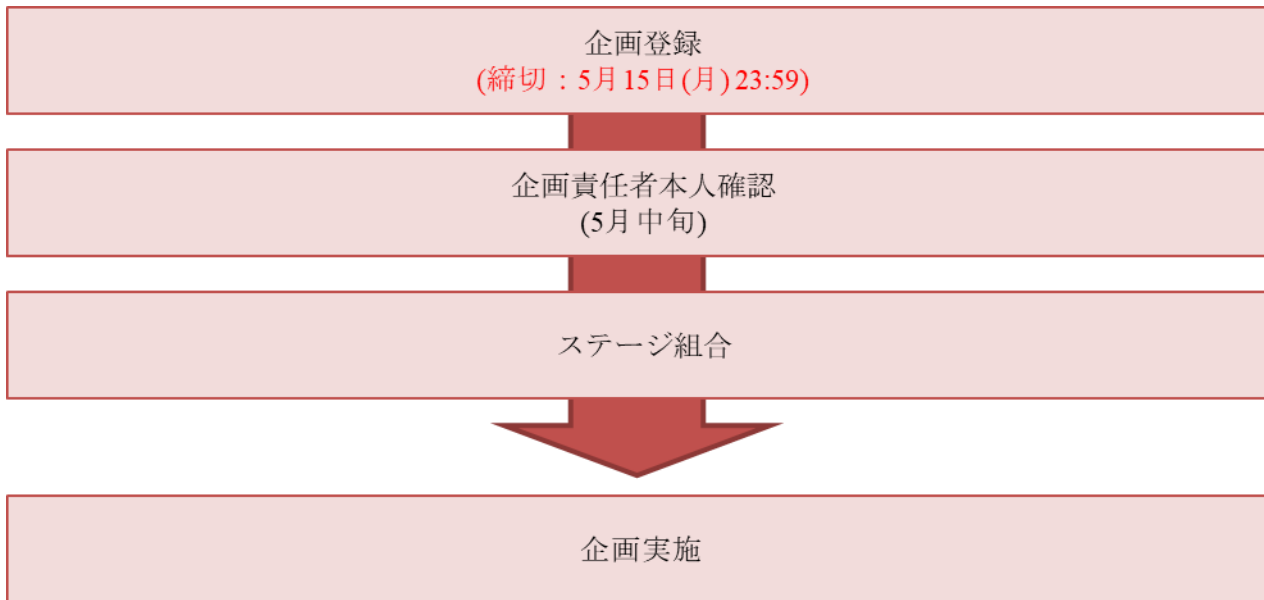 企画登録
(締切：5月15日(月) 23:59)
企画責任者本人確認
(5月中旬)
ステージ組合
企画実施